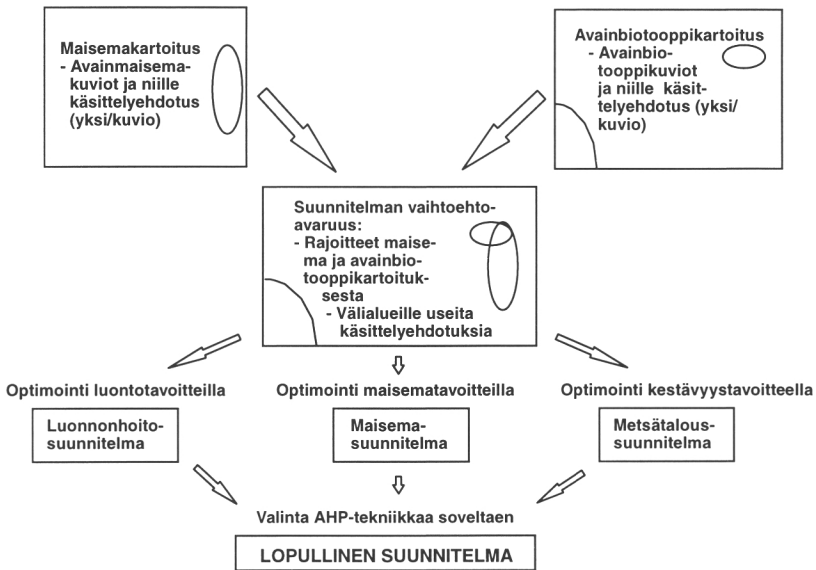 Maisemakartoitus
- Avainmaisema-
kuviot ja niille
käsittelyehdotus
(yksi/kuvio)
Avainbiotooppikartoitus
- Avainbio-
tooppikuviot
ja niille käsit-
telyehdotus (yksi/
kuvio)
Suunnitelman vaihtoehto-
avaruus:
- Rajoitteet maise-
ma ja avainbio-
tooppikartoituk-
sesta
- Välialueille useita
käsittelyehdotuksia
Optimointi luontotavoitteilla
Optimointi maisematavoitteilla
Optimointi kestävyystavoitteella
Luonnonhoito-
suunnitelma
Maisema-
suunnitelma
Metsätalous-
suunnitelma
Valinta AHP-tekniikkaa soveltaen
LOPULLINEN SUUNNITELMA